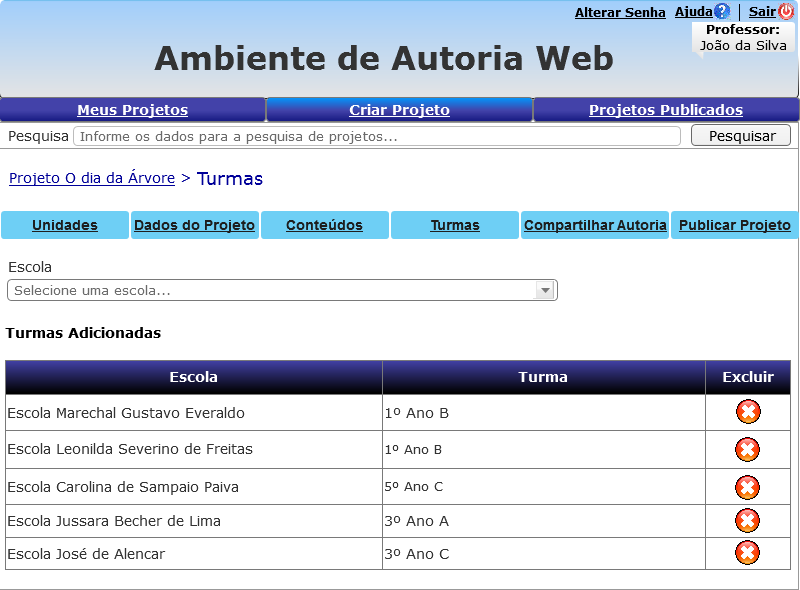 Alterar Senha Ajuda ? | Sair
Professor:
João da Silva
Ambiente de Autoria Web
Meus Projetos Criar Projeto Projetos Publicados
Pesquisa Informe os dados para a pesquisa de projetos... Pesquisar
Projeto O dia da Árvore > Turmas
Unidades Dados do Projeto Conteúdos Turmas Compartilhar Autoria Publicar Projeto
Escola
Selecione uma escola...
Turmas Adicionadas
Escola Turma Excluir
Escola Marechal Gustavo Everaldo 1º Ano B
Escola Leonilda Severino de Freitas 1º Ano B
Escola Carolina de Sampaio Paiva 5º Ano C
Escola Jussara Becher de Lima 3º Ano A
Escola José de Alencar 3º Ano C